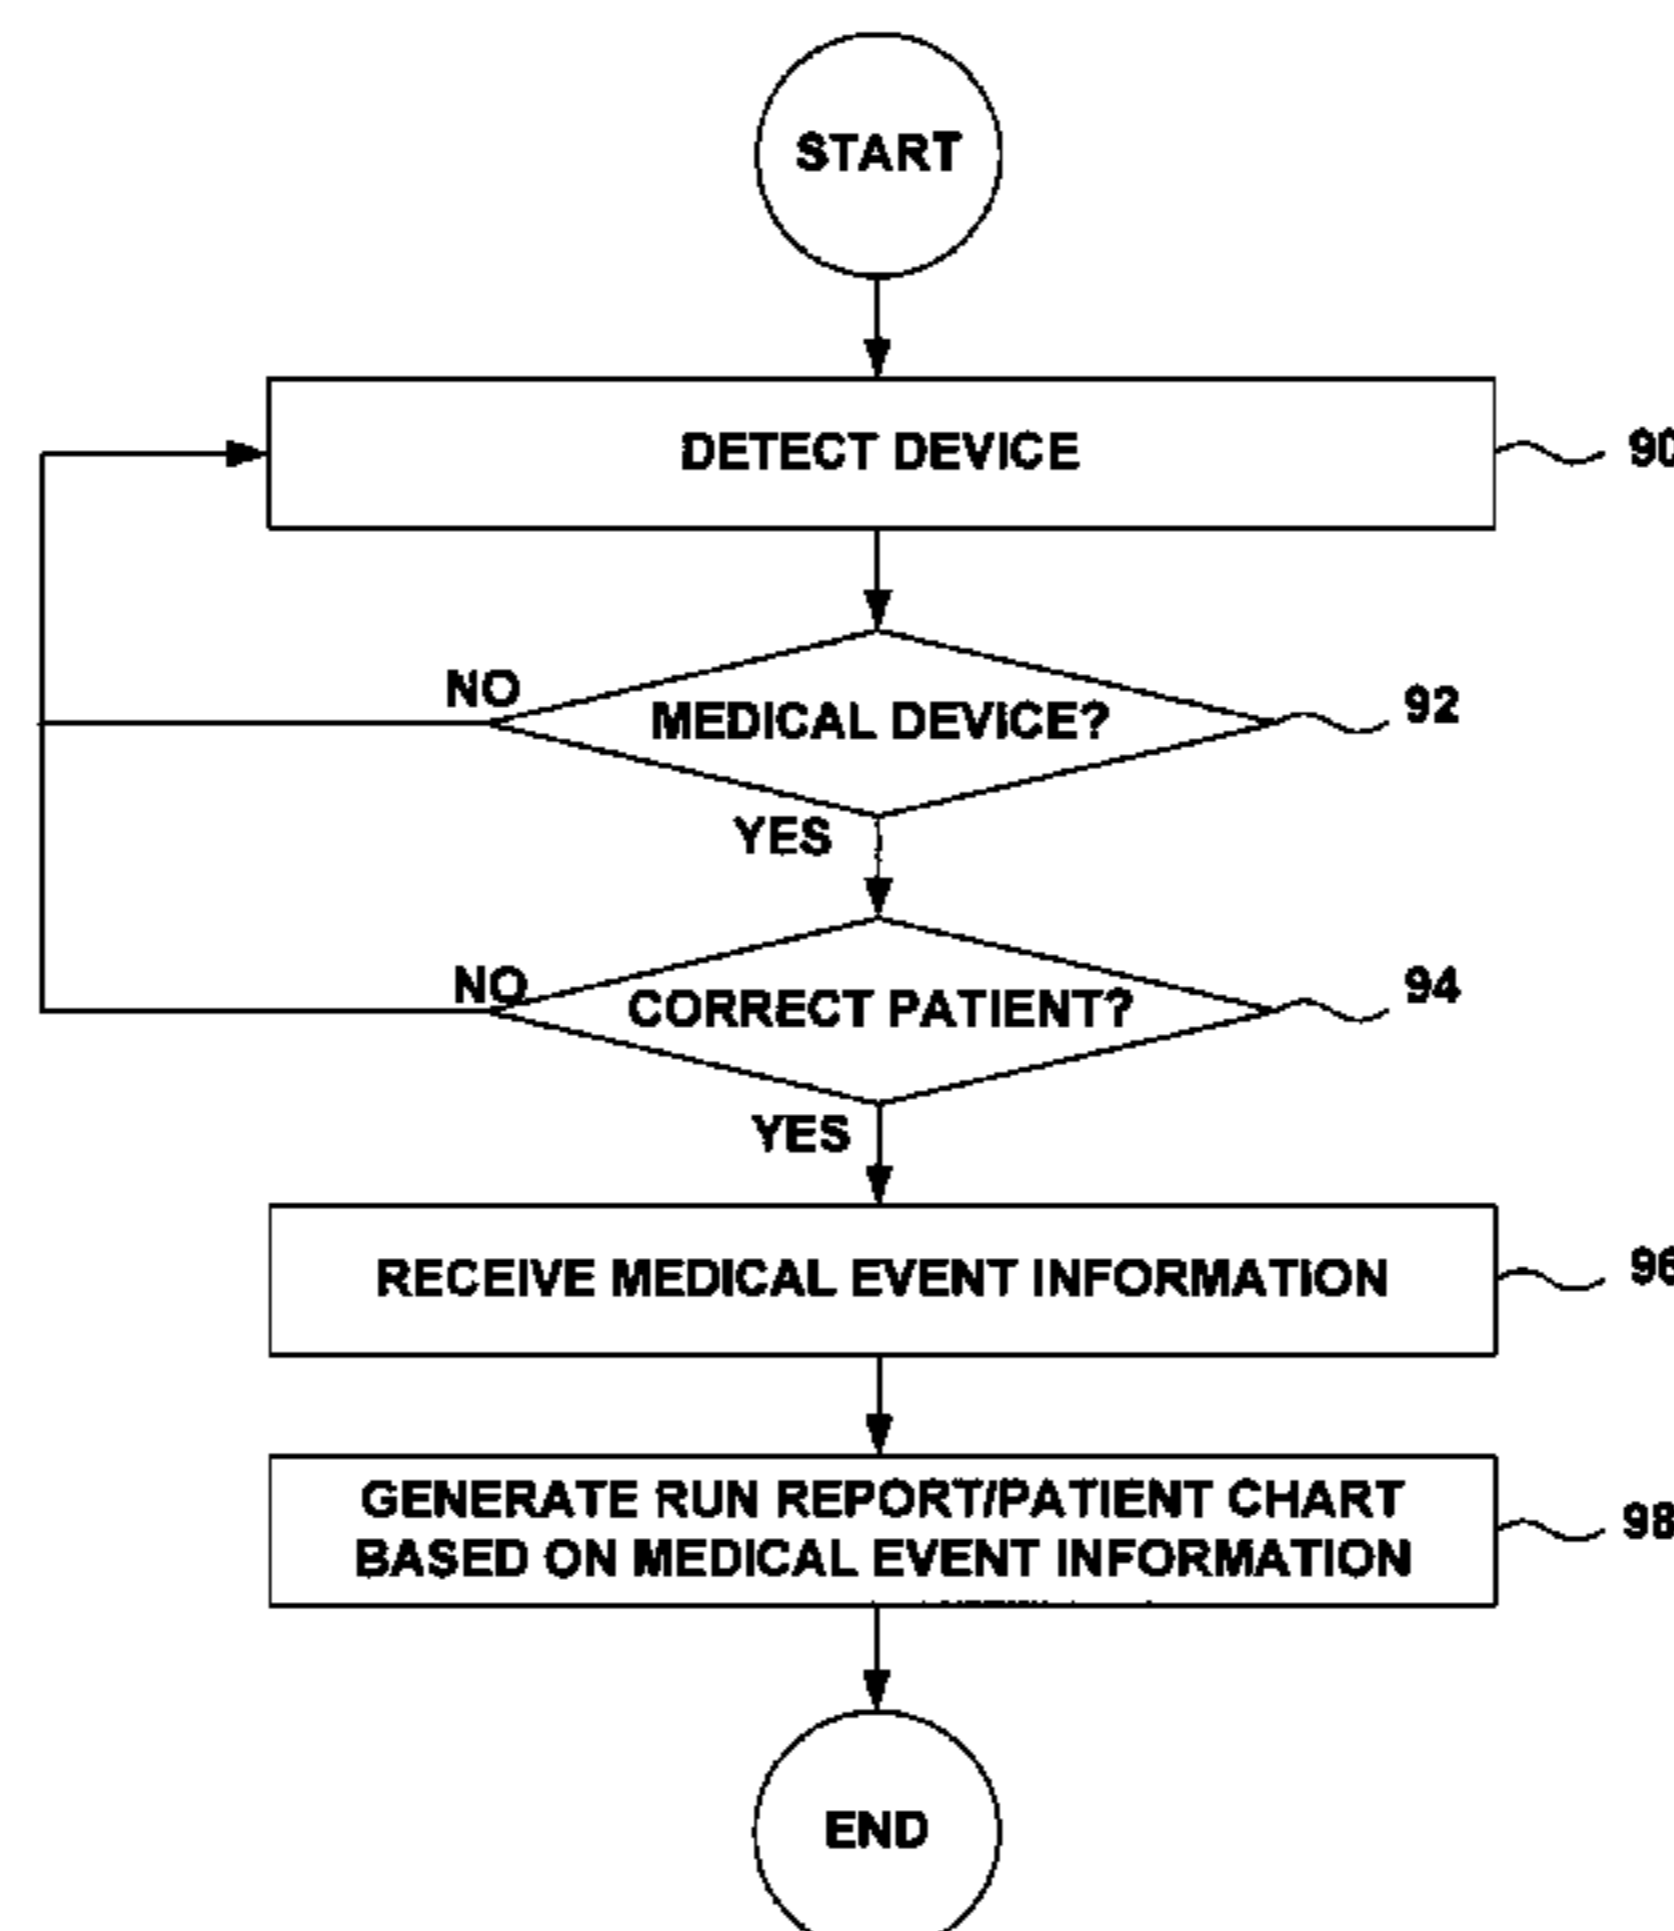 START
DETECT DEVICE
90
NO
MEDICAL DEVICE?
92
YES
NO
CORRECT PATIENT?
94
YES
RECEIVE MEDICAL EVENT INFORMATION
96
GENERATE RUN REPORT/PATIENT CHART
BASED ON MEDICAL EVENT INFORMATION
98
END